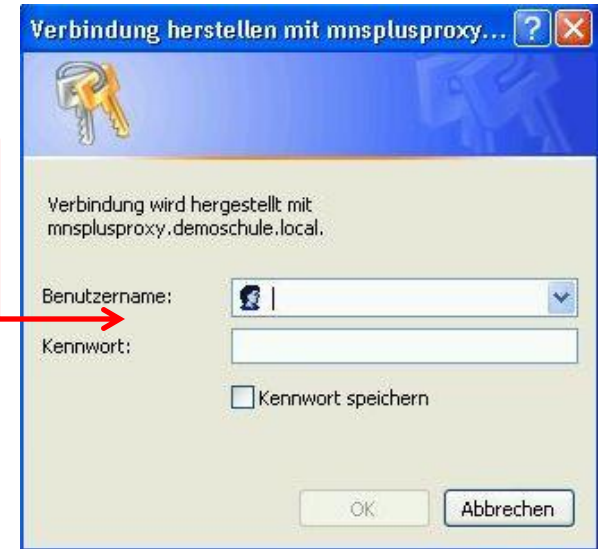 Verbindung herstellen mit mnsplusproxy...
Verbindung wird hergestellt mit
mnsplusproxy.demoschule.local.
Benutzername:
Kennwort:
Kennwort speichern
OK
Abbrechen